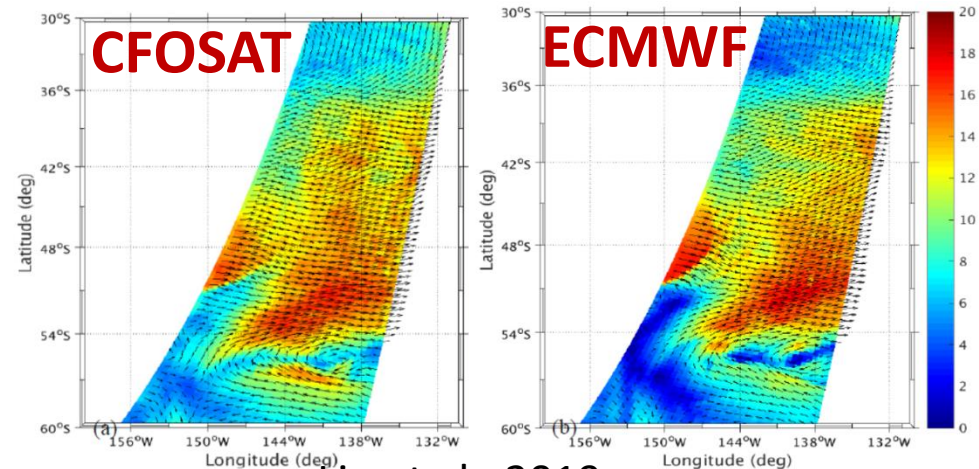 CFOSAT
ECMWF
30°S
36°S
42°S
48°S
54°S
60°S
Latitude (deg)
(a)
156°W
150°W
144°W
138°W
132°W
Longitude (deg)
30°S
36°S
42°S
48°S
54°S
60°S
Latitude (deg)
(b)
156°W
150°W
144°W
138°W
132°W
Longitude (deg)
20
18
16
14
12
10
8
6
4
2
0